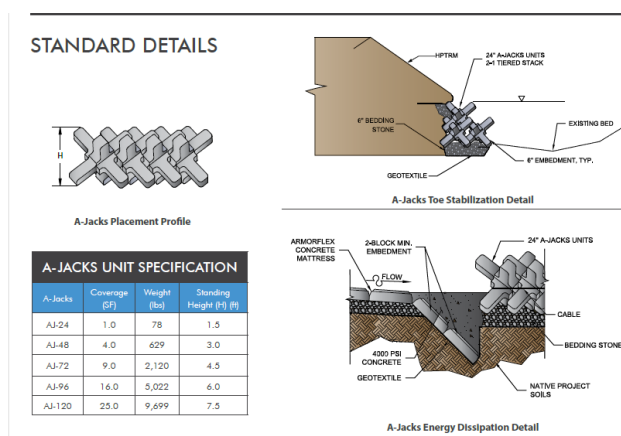 STANDARD DETAILS
H
A-Jacks Placement Profile
A-JACKS UNIT SPECIFICATION
A-Jacks Coverage (SF) Weight (lbs) Standing Height (H) (ft)
AJ-24 1.0 78 1.5
AJ-48 4.0 629 3.0
AJ-72 9.0 2,120 4.5
AJ-96 16.0 5,022 6.0
AJ-120 25.0 9,699 7.5
HPTRM
24" A-JACKS UNITS
2-1 TIERED STACK
6" BEDDING
STONE
EXISTING BED
6" EMBEDMENT, TYP.
GEOTEXTILE
A-Jacks Toe Stabilization Detail
ARMORFLEX
CONCRETE
MATTRESS
2-BLOCK MIN.
EMBEDMENT
24" A-JACKS UNITS
FLOW
CABLE
BEDDING STONE
4000 PSI
CONCRETE
GEOTEXTILE
NATIVE PROJECT
SOILS
A-Jacks Energy Dissipation Detail